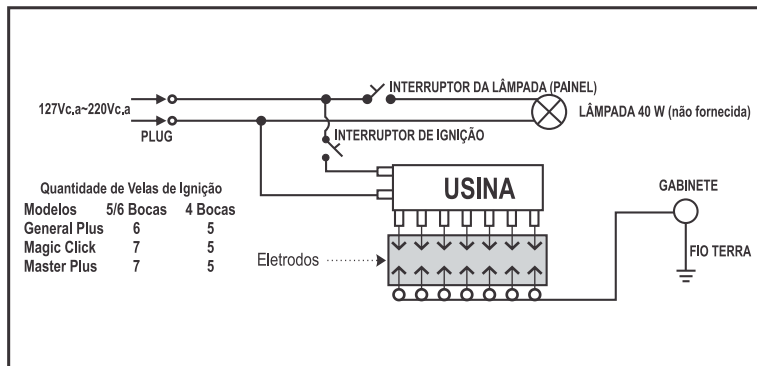 INTERRUPTOR DA LÂMPADA (PAINEL)
127Vc.a~220Vc.a
LÂMPADA 40 W (não fornecida)
PLUG
INTERRUPTOR DE IGNIÇÃO
USINA
Quantidade de Velas de Ignição
Modelos 5/6 Bocas 4 Bocas
General Plus 6 5
Magic Click 7 5
Master Plus 7 5
GABINETE
Eletrodos
FIO TERRA